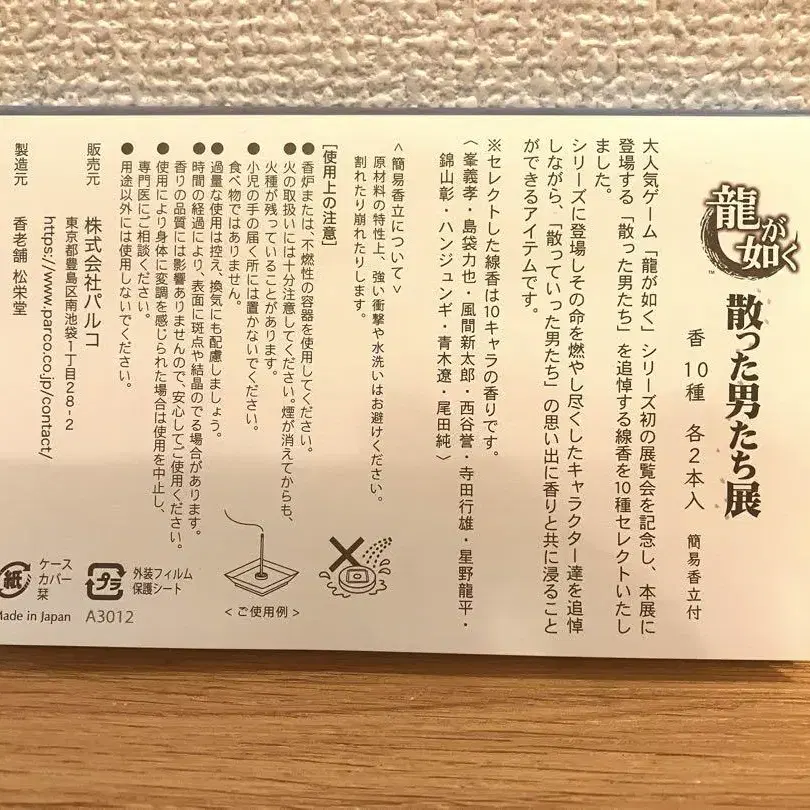 龍が如く
TM
散った男たち展
香 10種 各2本入 簡易香立付
大人気ゲーム「龍が如く」シリーズ初の展覧会を記念し、本展に
登場する「散った男たち」を追悼する線香を10種セレクトいたし
ました。
シリーズに登場しその命を燃やし尽くしたキャラクター達を追悼
しながら、「散っていった男たち」の思い出に香りと共に浸ること
ができるアイテムです。
※セレクトした線香は10キャラの香りです。
〈峯義孝・島袋力也・風間新太郎・西谷誉・寺田行雄・星野龍平・
錦山彰・ハンジュンギ・青木遼・尾田純〉
<簡易香立について>
原材料の特性上、強い衝撃や水洗いはお避けください。
割れたり崩れたりします。
[使用上の注意]
●香炉または、不燃性の容器を使用してください。
●火の取扱いには十分注意してください。煙が消えてからも、
火種が残っていることがあります。
●小児の手の届く所には置かないでください。
食べ物ではありません。
●過量な使用は控え、換気にも配慮しましょう。
●時間の経過により、表面に斑点や結晶のでる場合があります。
香りの品質には影響ありませんので、安心してご使用ください。
●使用により身体に変調を感じられた場合は使用を中止し、
専門医にご相談ください。
●用途以外には使用しないでください。
販売元 株式会社パルコ
東京都豊島区南池袋1丁目28-2
https://www.parco.co.jp/contact/
製造元 香老舗 松栄堂
<ご使用例>
プラ
外装フィルム
保護シート
紙
ケース
カバー
栞
Made in Japan A3012